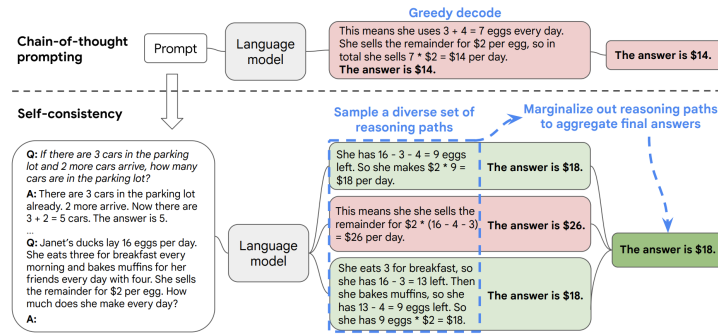 Greedy decode
Chain-of-thought
prompting
Prompt
Language
model
This means she uses 3 + 4 = 7 eggs every day.
She sells the remainder for $2 per egg, so in
total she sells 7 * $2 = $14 per day.
The answer is $14.
The answer is $14.
Self-consistency
Sample a diverse set of
reasoning paths
Marginalize out reasoning paths
to aggregate final answers
Q: If there are 3 cars in the parking
lot and 2 more cars arrive, how many
cars are in the parking lot?
A: There are 3 cars in the parking lot
already. 2 more arrive. Now there are
3 + 2 = 5 cars. The answer is 5.
...
Q: Janet's ducks lay 16 eggs per day.
She eats three for breakfast every
morning and bakes muffins for her
friends every day with four. She sells
the remainder for $2 per egg. How
much does she make every day?
A:
Language
model
She has 16 - 3 - 4 = 9 eggs
left. So she makes $2 * 9 =
$18 per day.
The answer is $18.
This means she she sells the
remainder for $2 * (16 - 4 - 3)
= $26 per day.
The answer is $26.
She eats 3 for breakfast, so
she has 16 - 3 = 13 left. Then
she bakes muffins, so she
has 13 - 4 = 9 eggs left. So
she has 9 eggs * $2 = $18.
The answer is $18.
The answer is $18.